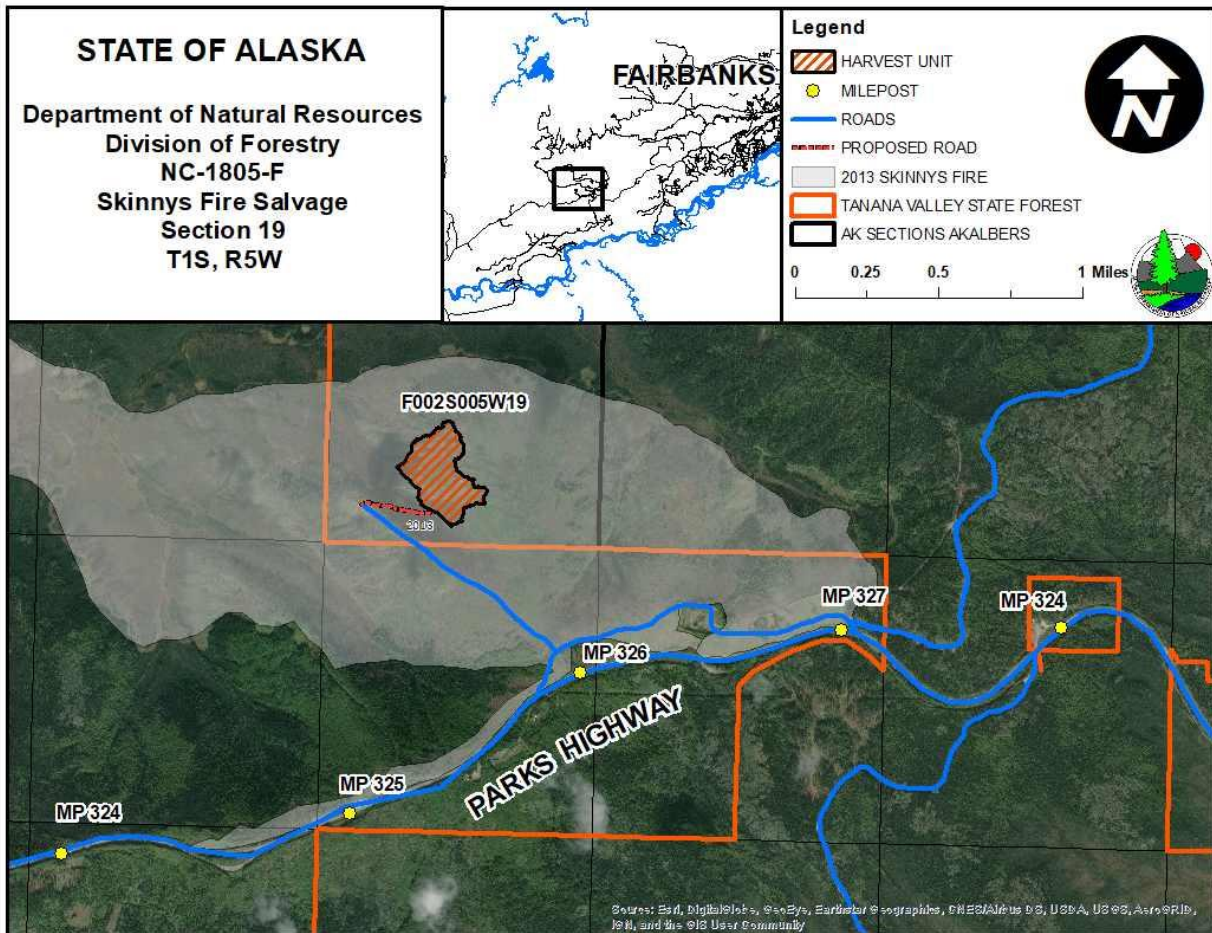 STATE OF ALASKA
Department of Natural Resources
Division of Forestry
NC-1805-F
Skinnys Fire Salvage
Section 19
T1S, R5W
FAIRBANKS
Legend
HARVEST UNIT
MILEPOST
ROADS
PROPOSED ROAD
2013 SKINNYS FIRE
TANANA VALLEY STATE FOREST
AK SECTIONS AKALBERS
0 0.25 0.5 1 Miles
N
F002S005W19
2013
MP 327
MP 324
MP 326
PARKS HIGHWAY
MP 325
MP 324
Source: Esri, DigitalGlobe, GeoEye, Earthstar Geographics, CNES/Airbus DS, USDA, USGS, AeroGRID,
IGN, and the GIS User Community